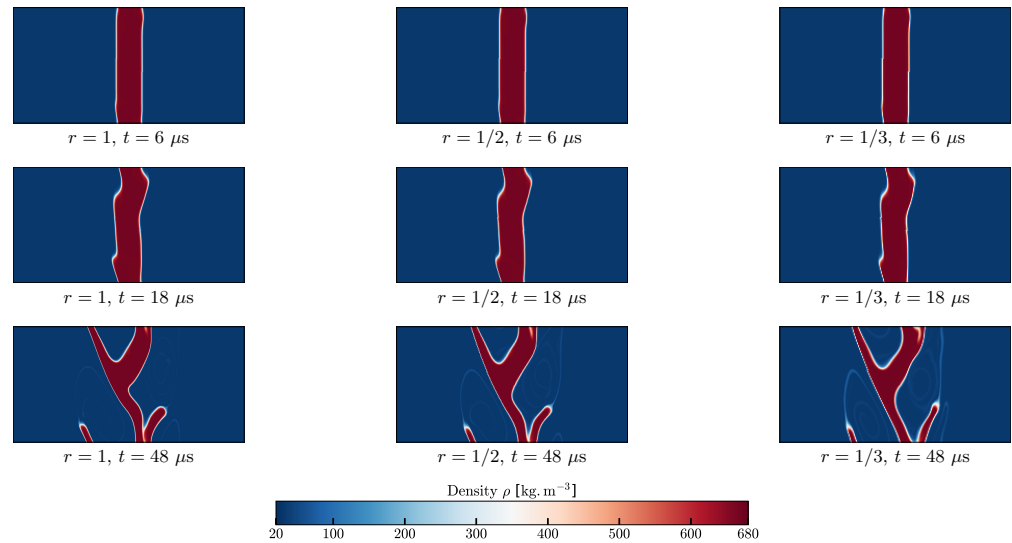 r = 1, t = 6 μs
r = 1/2, t = 6 μs
r = 1/3, t = 6 μs
r = 1, t = 18 μs
r = 1/2, t = 18 μs
r = 1/3, t = 18 μs
r = 1, t = 48 μs
r = 1/2, t = 48 μs
r = 1/3, t = 48 μs
Density ρ [kg.m⁻³]
20 100 200 300 400 500 600 680